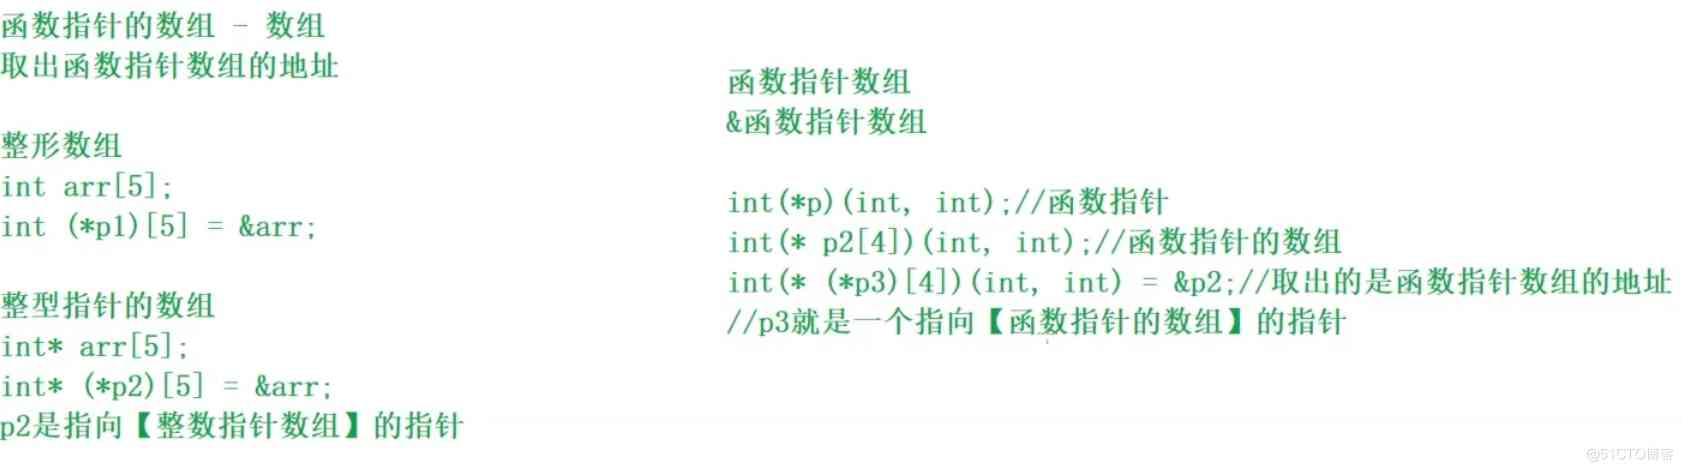 函数指针的数组 - 数组
取出函数指针数组的地址
整形数组
int arr[5];
int (*p1)[5] = &arr;
整型指针的数组
int* arr[5];
int* (*p2)[5] = &arr;
p2是指向【整数指针数组】的指针
函数指针数组
&函数指针数组
int(*p)(int, int);//函数指针
int(* p2[4])(int, int);//函数指针的数组
int(* (*p3)[4])(int, int) = &p2;//取出的是函数指针数组的地址
//p3就是一个指向【函数指针的数组】的指针
@51CTO博客